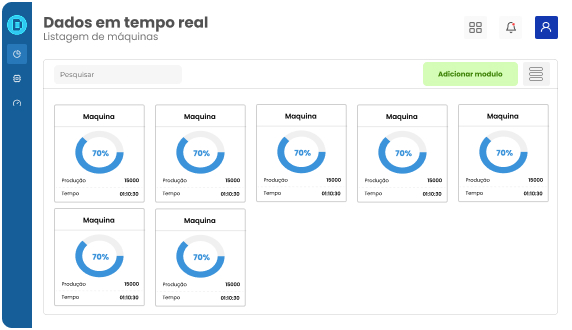 Dados em tempo real
Listagem de máquinas
Pesquisar
Adicionar modulo
Maquina
70%
Produção 15000
Tempo 01:10:30
Maquina
70%
Produção 15000
Tempo 01:10:30
Maquina
70%
Produção 15000
Tempo 01:10:30
Maquina
70%
Produção 15000
Tempo 01:10:30
Maquina
70%
Produção 15000
Tempo 01:10:30
Maquina
70%
Produção 15000
Tempo 01:10:30
Maquina
70%
Produção 15000
Tempo 01:10:30